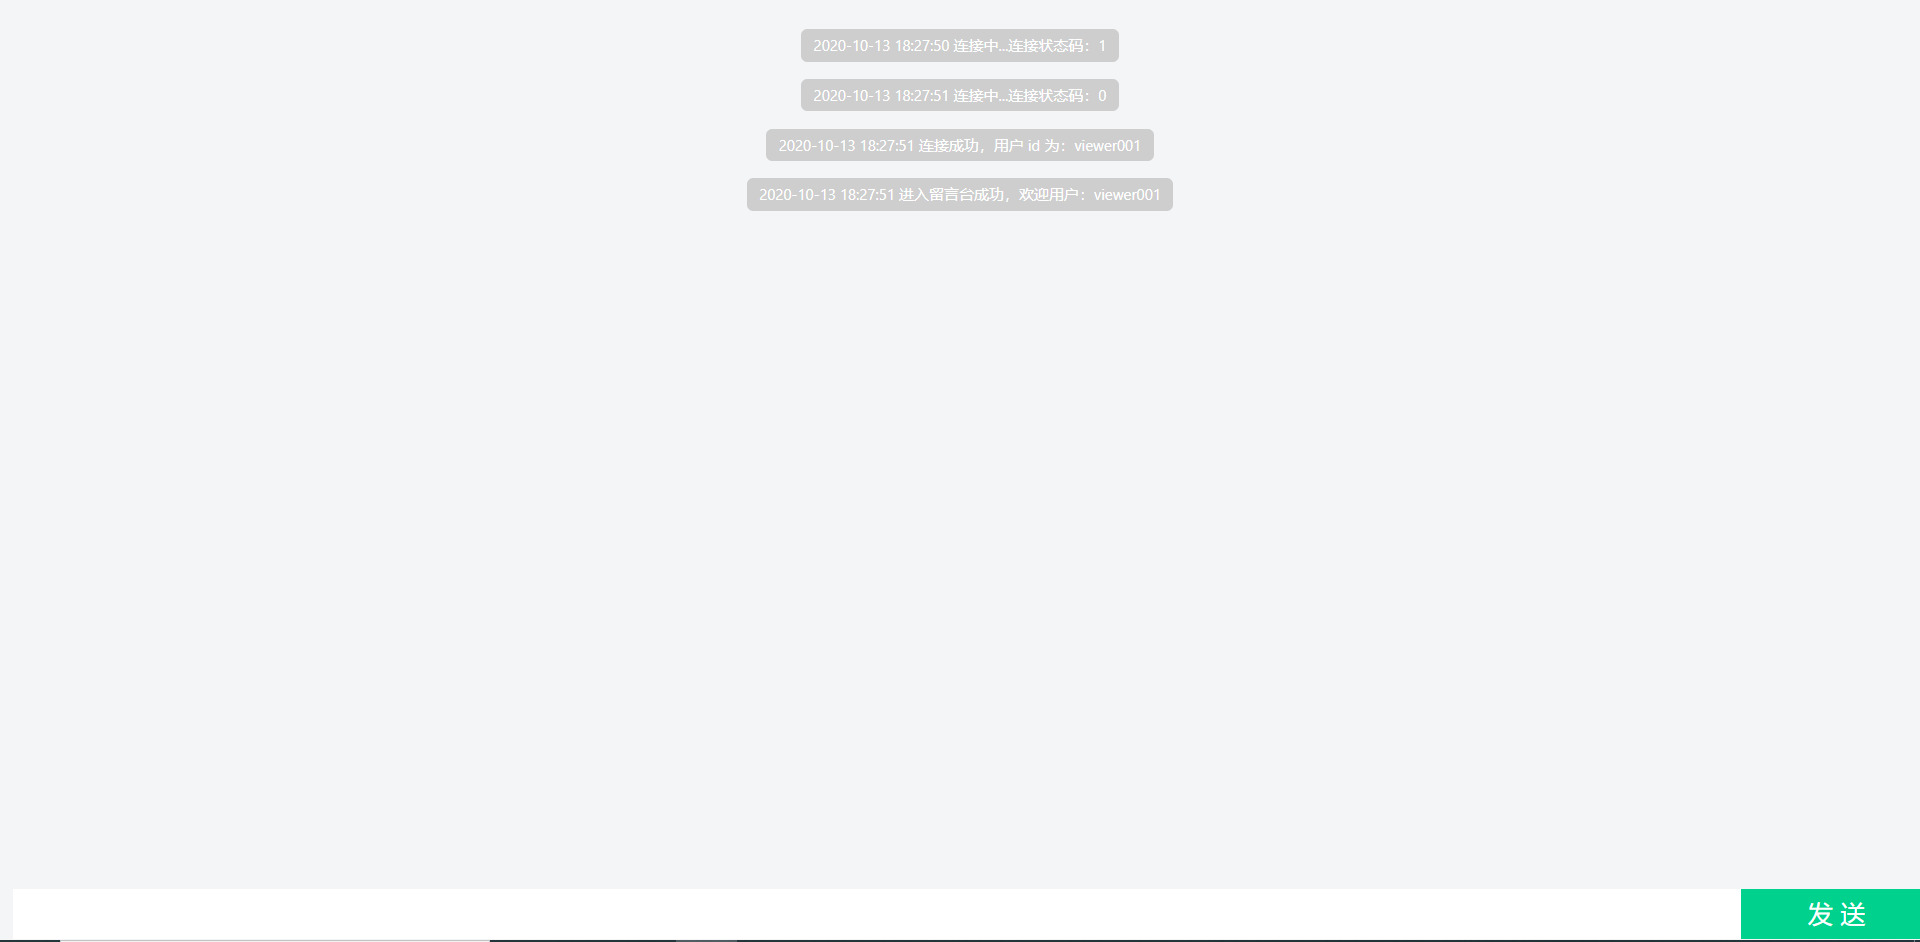 2020-10-13 18:27:50 连接中...连接状态码：1
2020-10-13 18:27:51 连接中...连接状态码：0
2020-10-13 18:27:51 连接成功，用户 id 为：viewer001
2020-10-13 18:27:51 进入留言台成功，欢迎用户：viewer001
发 送